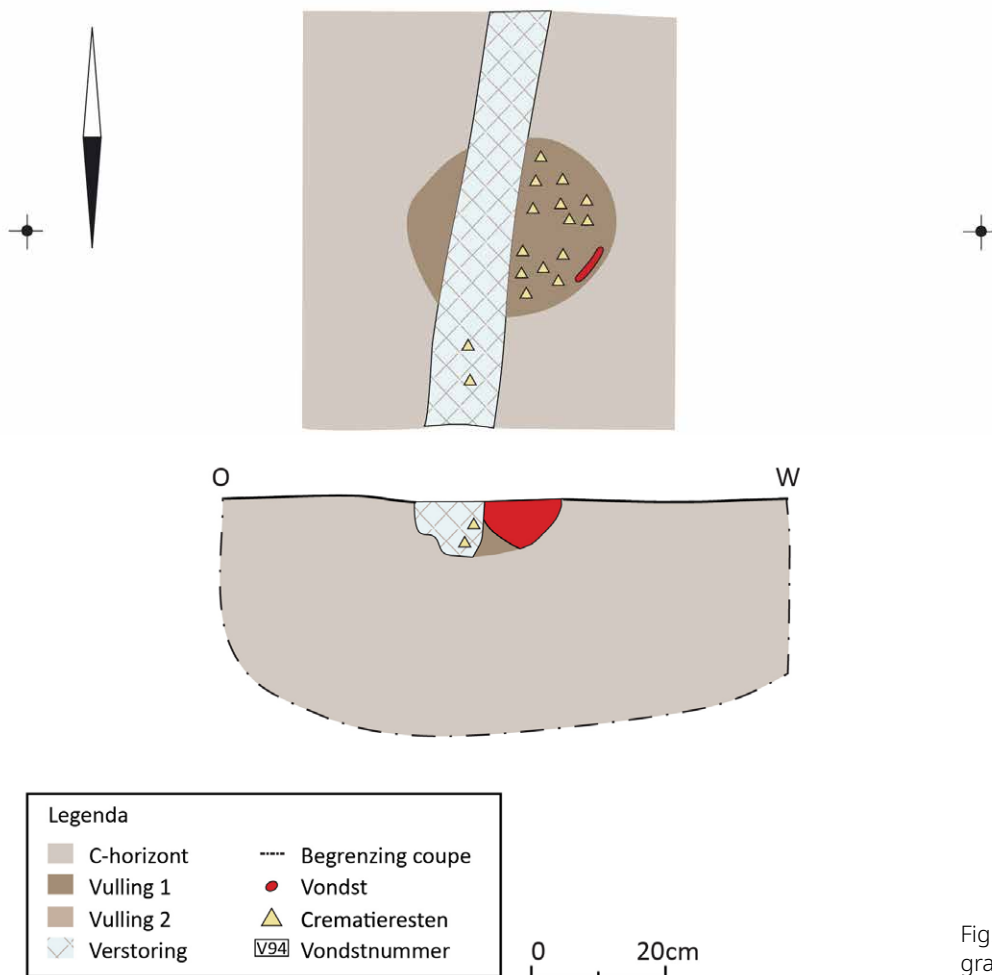 O
W
Legenda
C-horizont
Vulling 1
Vulling 2
Verstoring
Begrenzing coupe
Vondst
Crematieresten
V94 Vondstnummer
0 20cm
Fig
gra